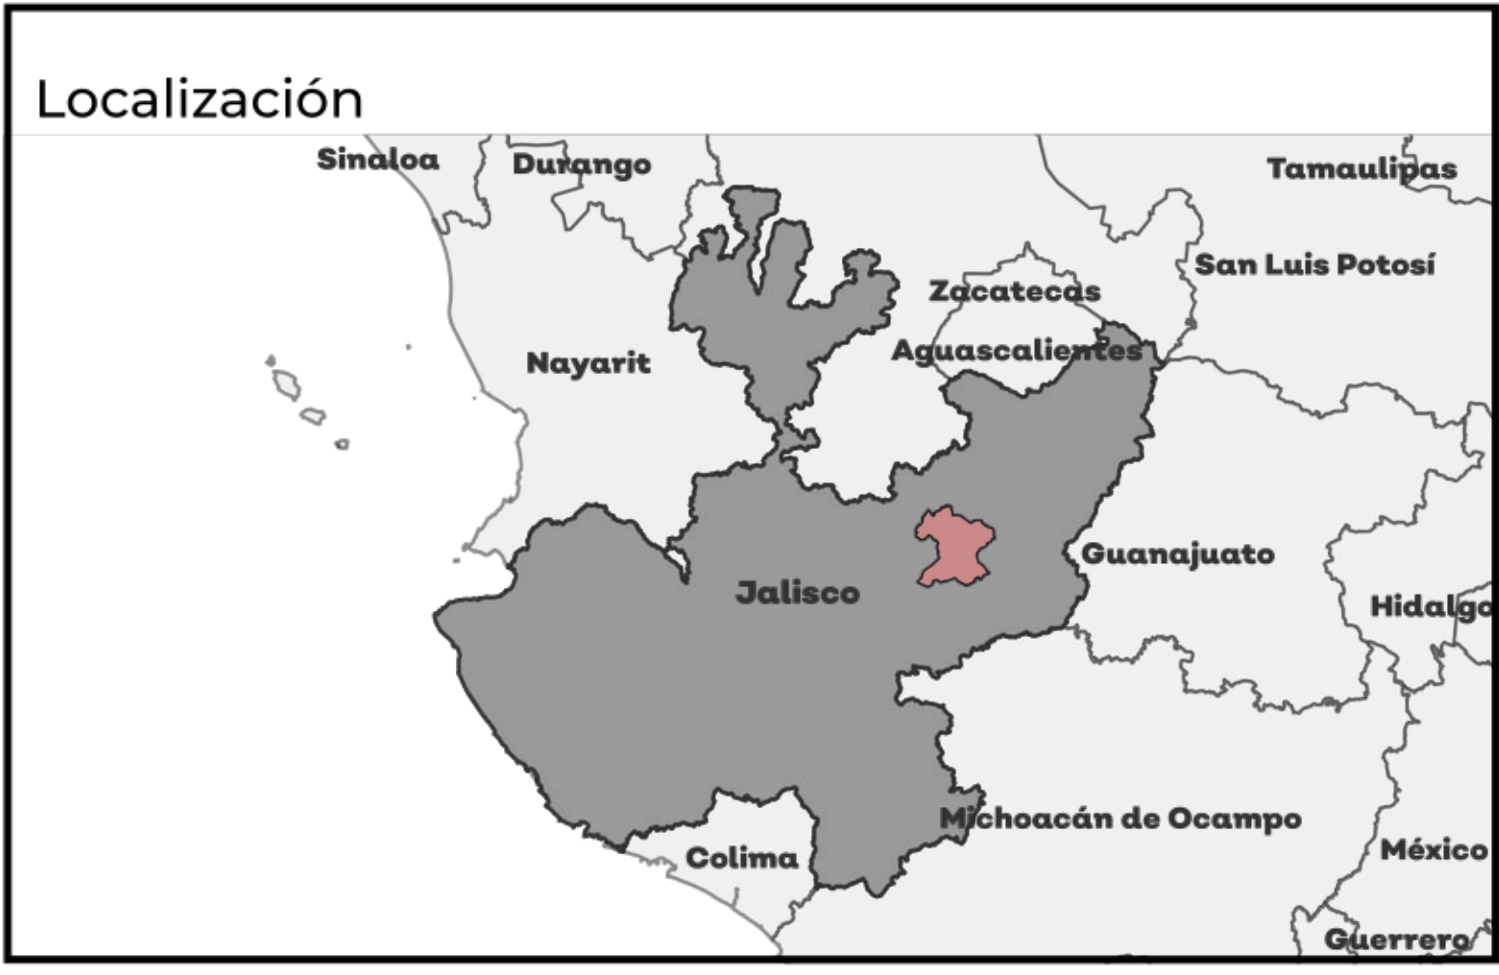 Localización
Sinaloa
Durango
Tamaulipas
San Luis Potosí
Zacatecas
Aguascalientes
Nayarit
Guanajuato
Jalisco
Hidalgo
Michoacán de Ocampo
México
Colima
Guerrero